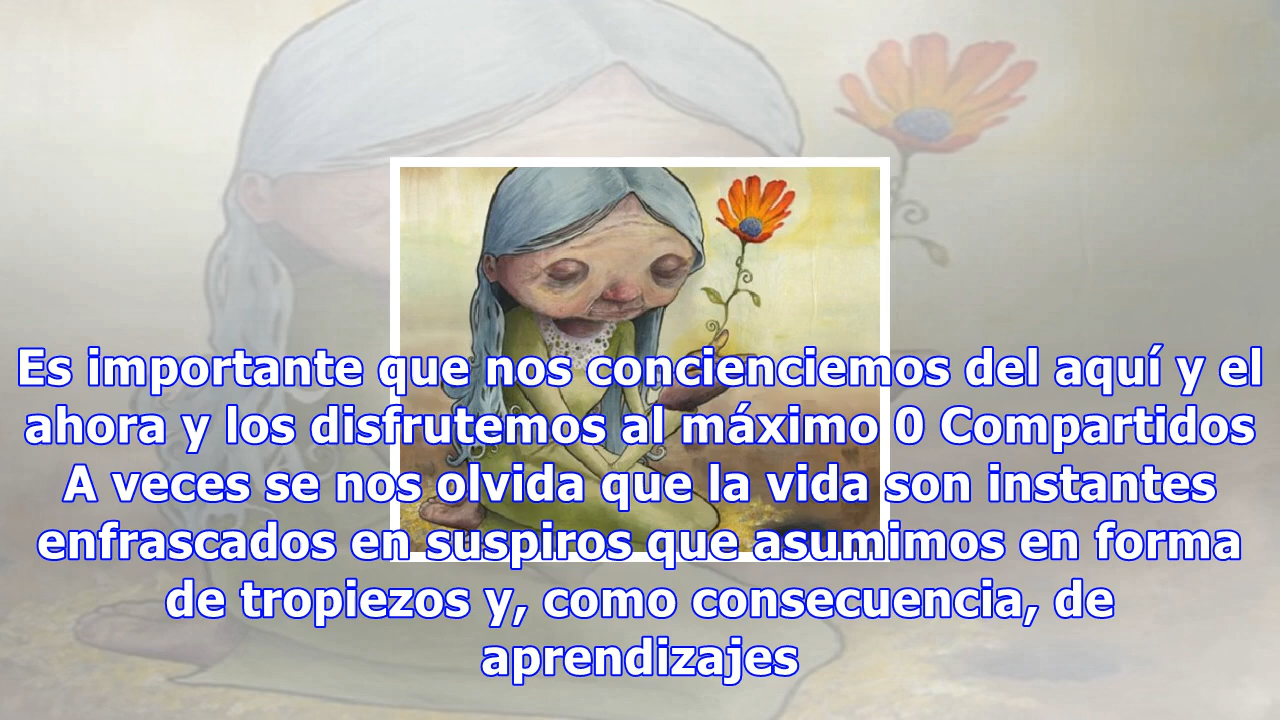 Es importante que nos concienciemos del aquí y el
ahora y los disfrutemos al máximo 0 Compartidos
A veces se nos olvida que la vida son instantes
enfrascados en suspiros que asumimos en forma
de tropiezos y, como consecuencia, de
aprendizajes